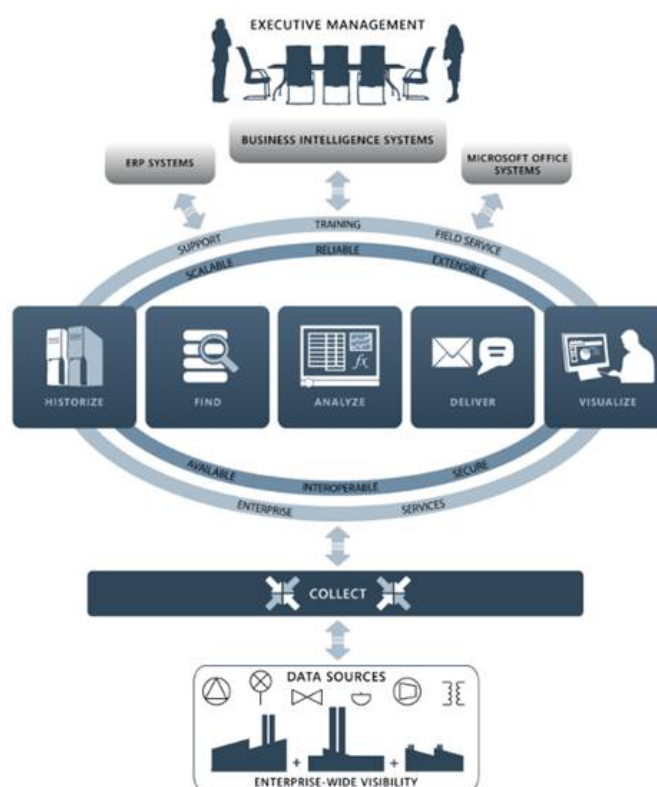 EXECUTIVE MANAGEMENT
BUSINESS INTELLIGENCE SYSTEMS
ERP SYSTEMS
MICROSOFT OFFICE
SYSTEMS
SUPPORT
TRAINING
FIELD SERVICE
SCALABLE
RELIABLE
EXTENSIBLE
HISTORIZE
FIND
fx
ANALYZE
DELIVER
VISUALIZE
AVAILABLE
INTEROPERABLE
SECURE
ENTERPRISE
SERVICES
COLLECT
DATA SOURCES
+ +
ENTERPRISE-WIDE VISIBILITY